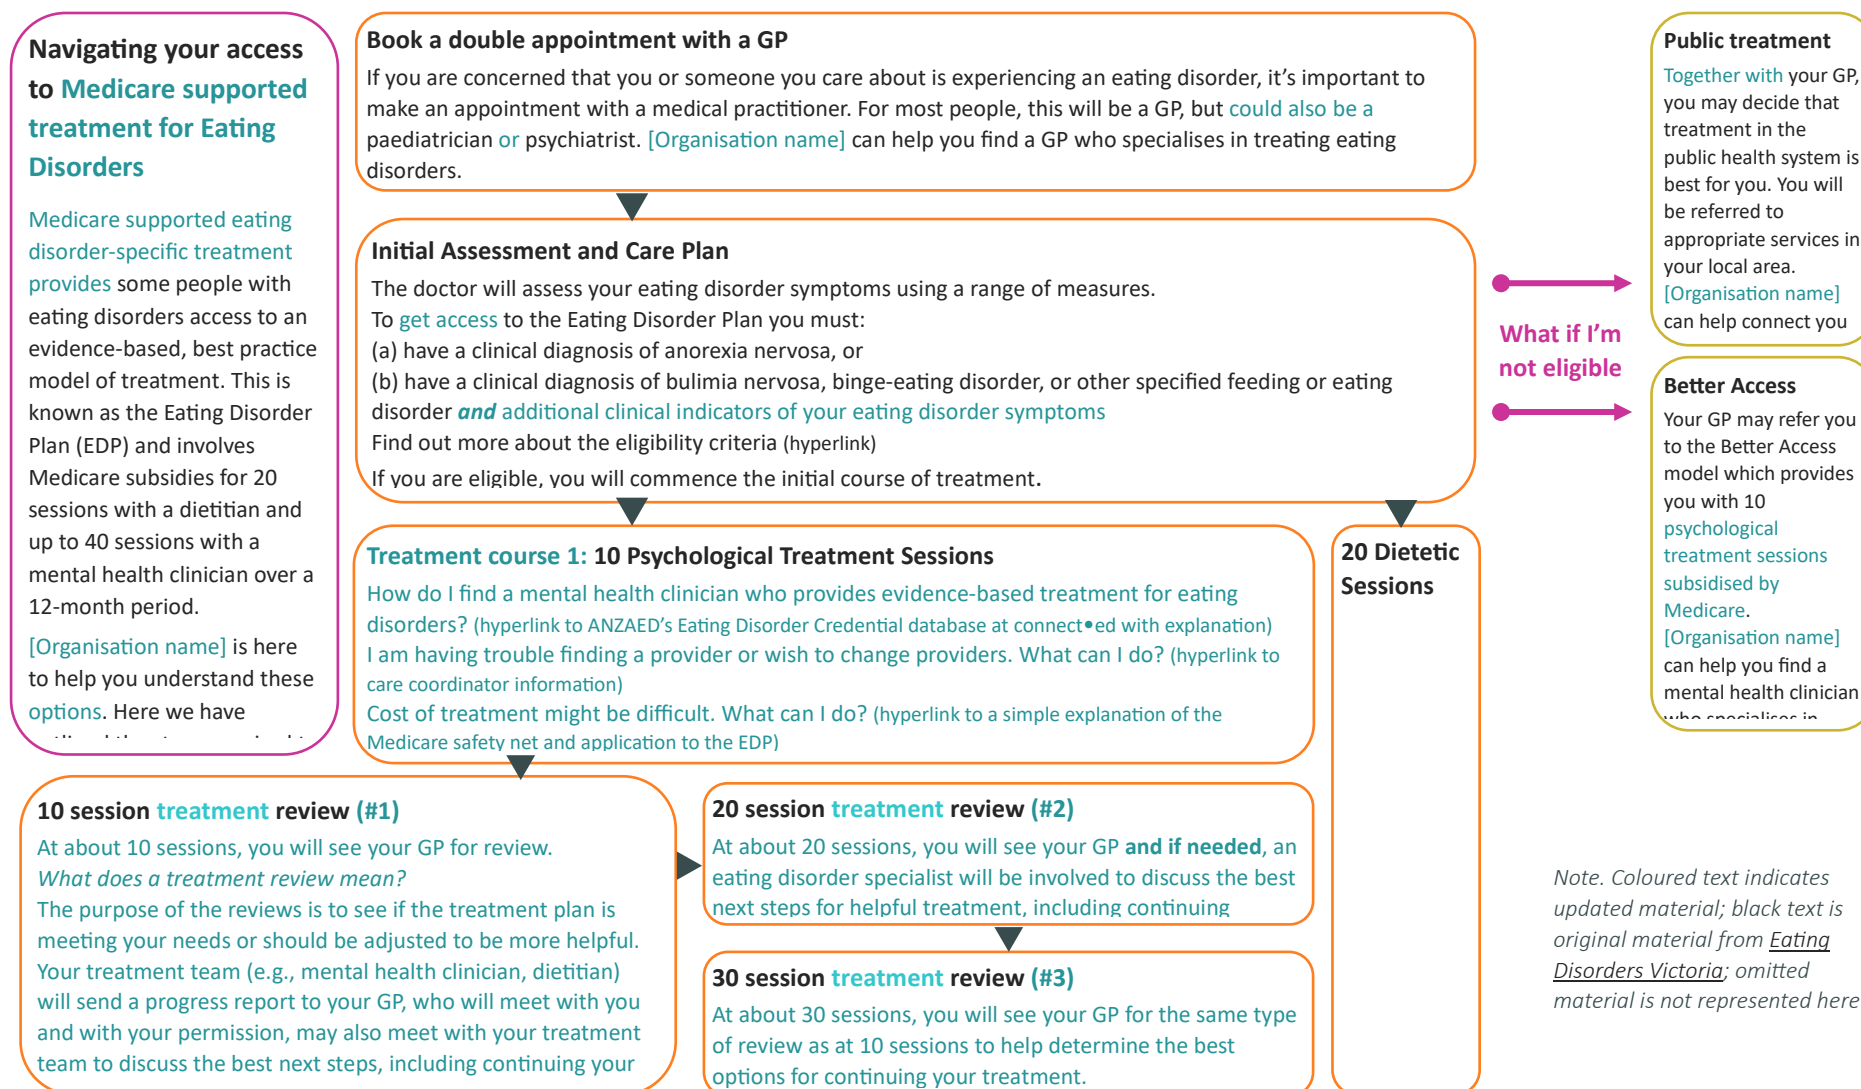 Navigating your access
to Medicare supported
treatment for Eating
Disorders
Medicare supported eating
disorder-specific treatment
provides some people with
eating disorders access to an
evidence-based, best practice
model of treatment. This is
known as the Eating Disorder
Plan (EDP) and involves
Medicare subsidies for 20
sessions with a dietitian and
up to 40 sessions with a
mental health clinician over a
12-month period.
[Organisation name] is here
to help you understand these
options. Here we have
Book a double appointment with a GP
If you are concerned that you or someone you care about is experiencing an eating disorder, it’s important to
make an appointment with a medical practitioner. For most people, this will be a GP, but could also be a
paediatrician or psychiatrist. [Organisation name] can help you find a GP who specialises in treating eating
disorders.
Initial Assessment and Care Plan
The doctor will assess your eating disorder symptoms using a range of measures.
To get access to the Eating Disorder Plan you must:
(a) have a clinical diagnosis of anorexia nervosa, or
(b) have a clinical diagnosis of bulimia nervosa, binge-eating disorder, or other specified feeding or eating
disorder and additional clinical indicators of your eating disorder symptoms
Find out more about the eligibility criteria (hyperlink)
If you are eligible, you will commence the initial course of treatment.
What if I’m
not eligible
Public treatment
Together with your GP,
you may decide that
treatment in the
public health system is
best for you. You will
be referred to
appropriate services in
your local area.
[Organisation name]
can help connect you
Better Access
Your GP may refer you
to the Better Access
model which provides
you with 10
psychological
treatment sessions
subsidised by
Medicare.
[Organisation name]
can help you find a
mental health clinician
who specialises in
Treatment course 1: 10 Psychological Treatment Sessions
How do I find a mental health clinician who provides evidence-based treatment for eating
disorders? (hyperlink to ANZAED’s Eating Disorder Credential database at connect•ed with explanation)
I am having trouble finding a provider or wish to change providers. What can I do? (hyperlink to
care coordinator information)
Cost of treatment might be difficult. What can I do? (hyperlink to a simple explanation of the
Medicare safety net and application to the EDP)
20 Dietetic
Sessions
10 session treatment review (#1)
At about 10 sessions, you will see your GP for review.
What does a treatment review mean?
The purpose of the reviews is to see if the treatment plan is
meeting your needs or should be adjusted to be more helpful.
Your treatment team (e.g., mental health clinician, dietitian)
will send a progress report to your GP, who will meet with you
and with your permission, may also meet with your treatment
team to discuss the best next steps, including continuing your
20 session treatment review (#2)
At about 20 sessions, you will see your GP and if needed, an
eating disorder specialist will be involved to discuss the best
next steps for helpful treatment, including continuing
30 session treatment review (#3)
At about 30 sessions, you will see your GP for the same type
of review as at 10 sessions to help determine the best
options for continuing your treatment.
Note. Coloured text indicates
updated material; black text is
original material from Eating
Disorders Victoria; omitted
material is not represented here